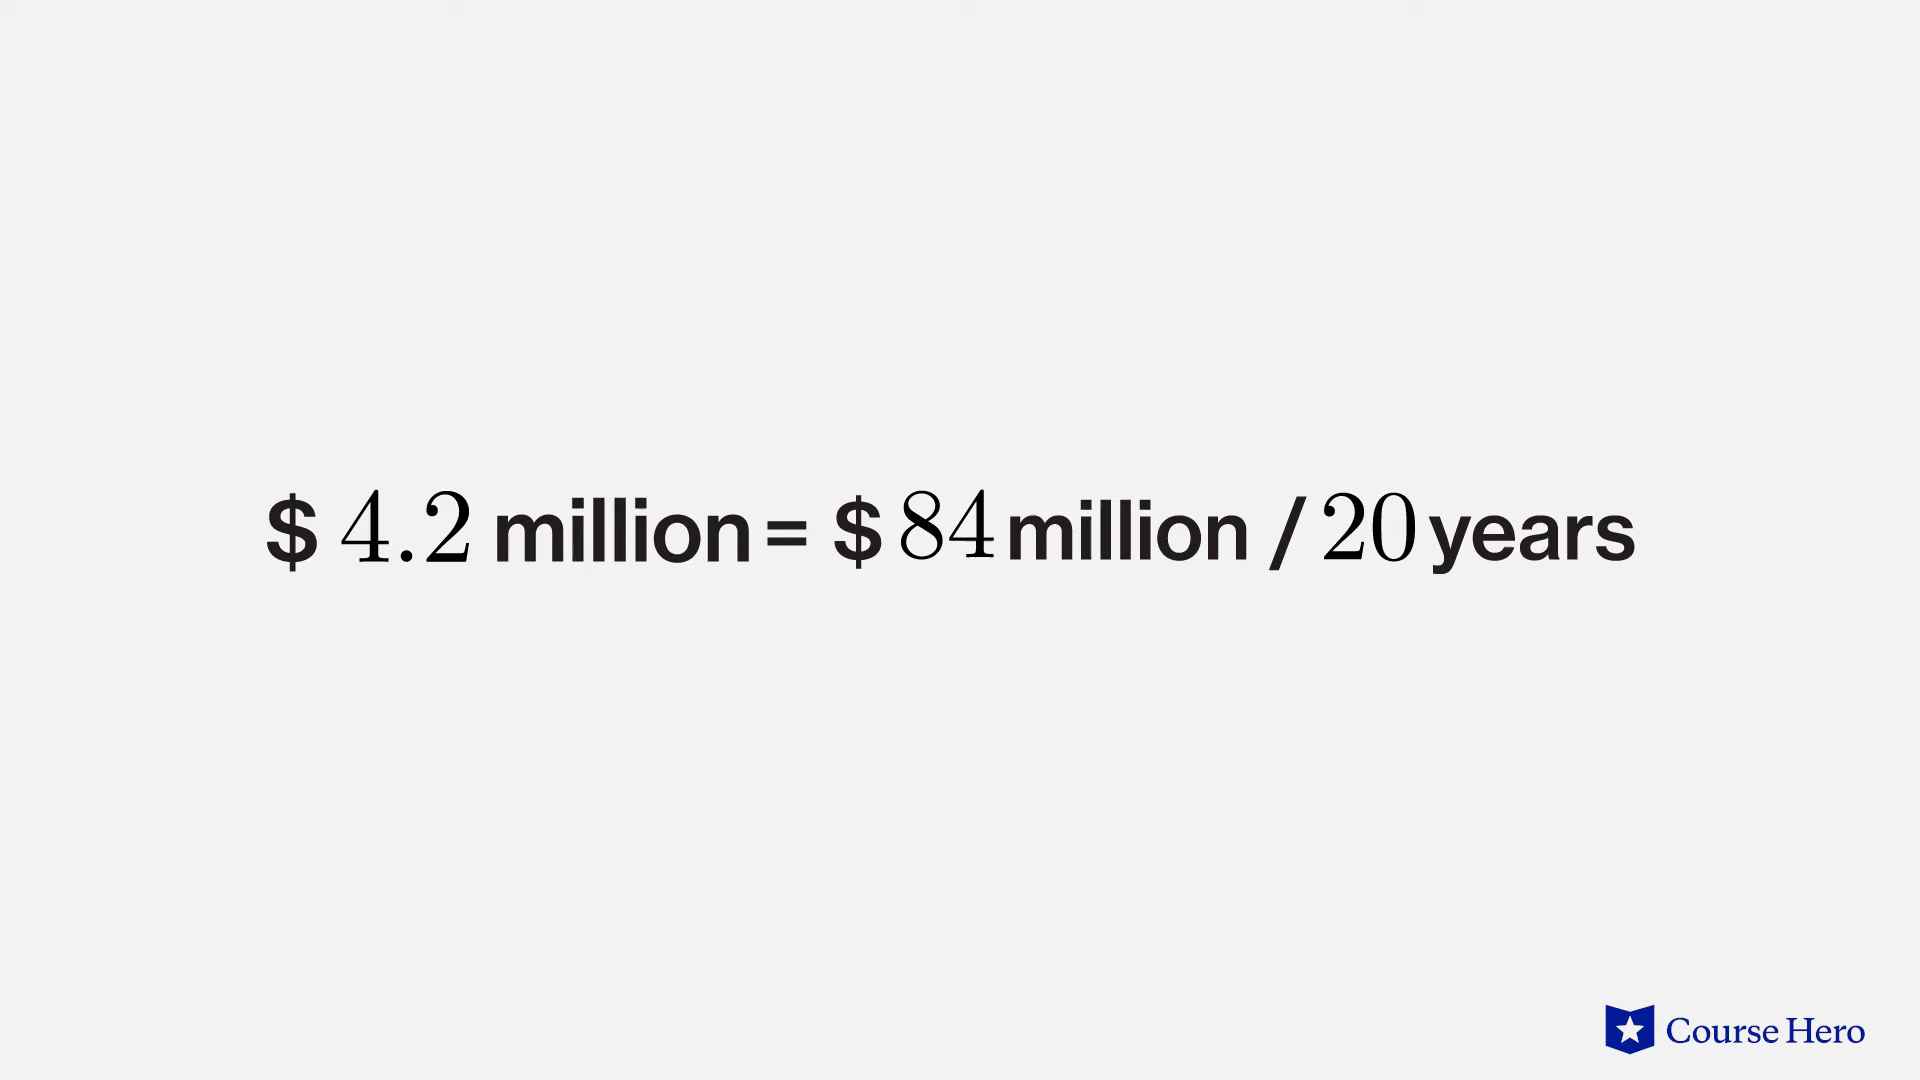 $ 4.2 million = $ 84 million / 20 years
Course Hero